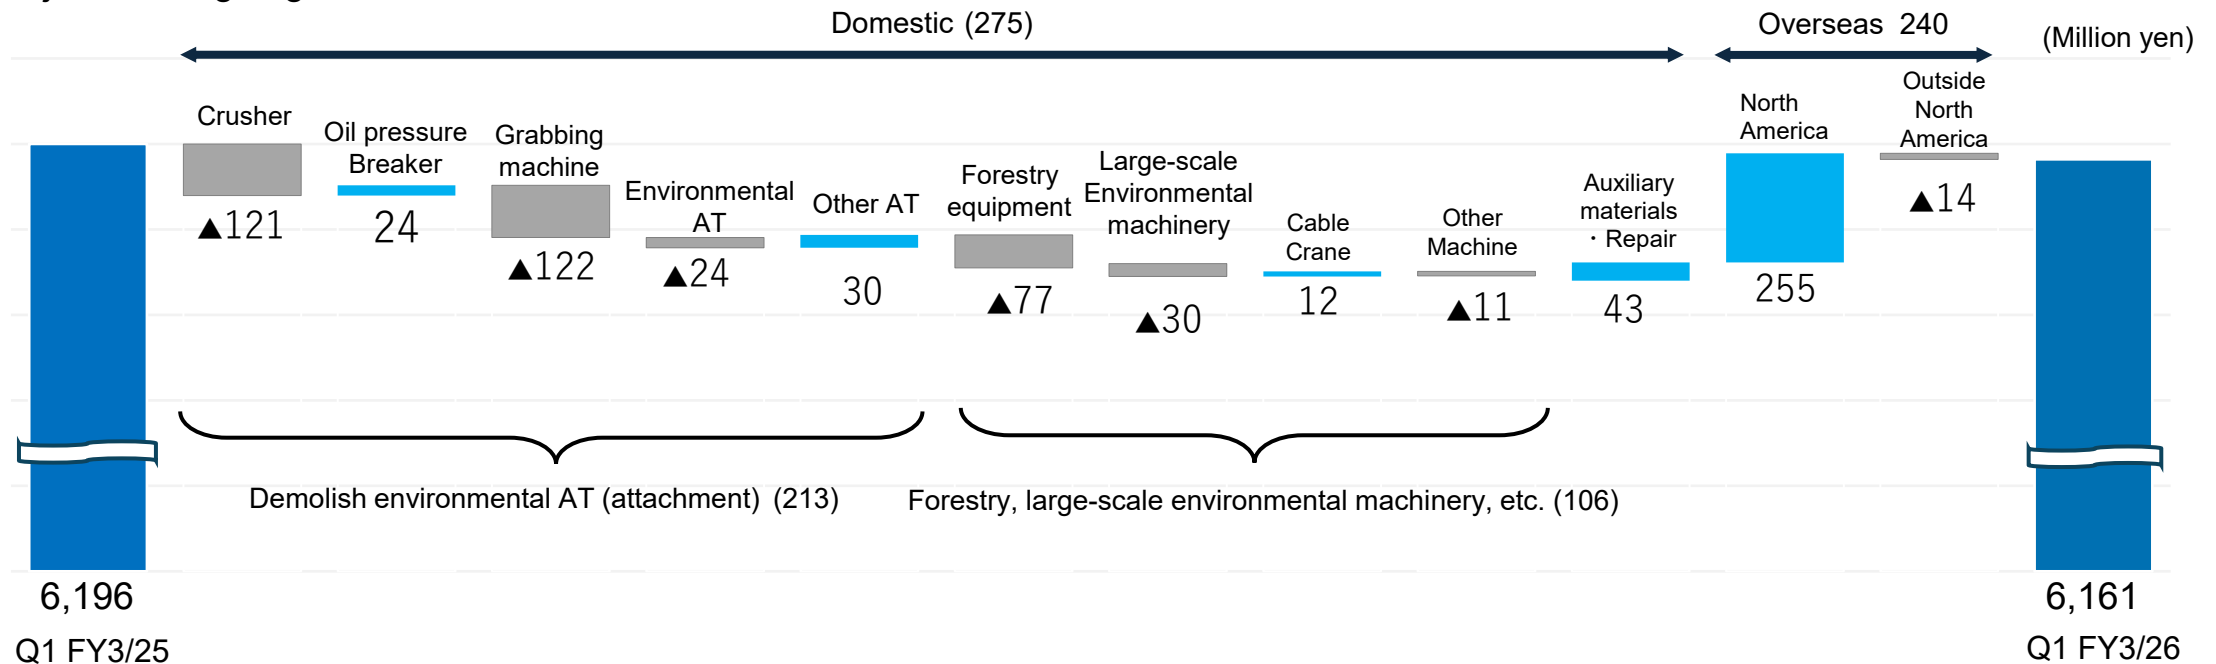 Domestic (275)
Overseas 240
(Million yen)
Crusher
▲121
Oil pressure
Breaker
24
Grabbing
machine
▲122
Environmental
AT
▲24
Other AT
30
Forestry
equipment
▲77
Large-scale
Environmental
machinery
▲30
Cable
Crane
12
Other
Machine
▲11
Auxiliary
materials
・Repair
43
North
America
255
Outside
North
America
▲14
Demolish environmental AT (attachment) (213)
Forestry, large-scale environmental machinery, etc. (106)
6,196
Q1 FY3/25
6,161
Q1 FY3/26